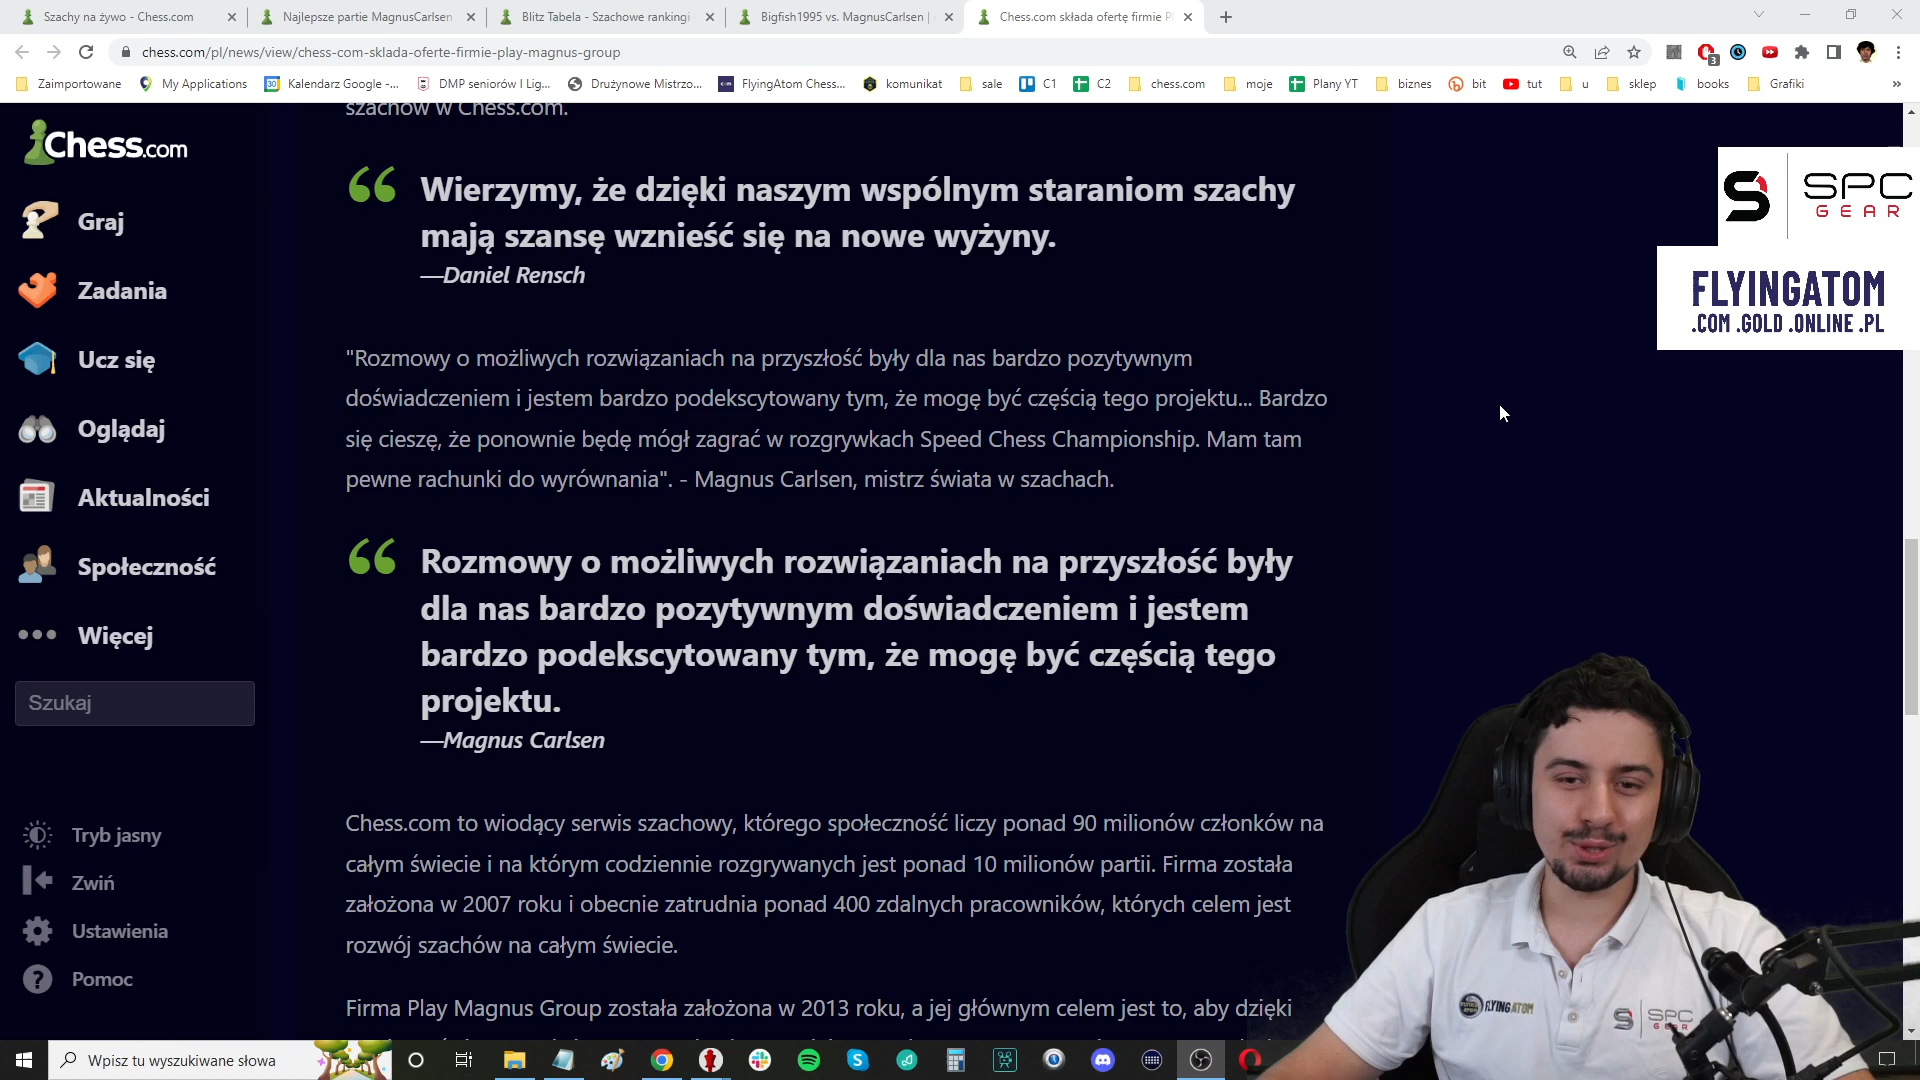 Szachy na żywo - Chess.com
Najlepsze partie MagnusCarlsen
Blitz Tabela - Szachowe rankingi
Bigfish1995 vs. MagnusCarlsen |
Chess.com składa ofertę firmie P
chess.com/pl/news/view/chess-com-sklada-oferte-firmie-play-magnus-group
3
Zaimportowane
My Applications
30
Kalendarz Google -...
DMP seniorów I Lig...
Drużynowe Mistrzo...
FlyingAtom Chess...
komunikat
sale
C1
C2
chess.com
moje
Plany YT
biznes
bit
tut
u
sklep
books
Grafiki
»
szachów w Chess.com.
Chess.com
Graj
Zadania
Ucz się
Oglądaj
Aktualności
Społeczność
Więcej
Szukaj
Tryb jasny
Zwiń
Ustawienia
Pomoc
Wierzymy, że dzięki naszym wspólnym staraniom szachy
mają szansę wznieść się na nowe wyżyny.
—Daniel Rensch
"Rozmowy o możliwych rozwiązaniach na przyszłość były dla nas bardzo pozytywnym
doświadczeniem i jestem bardzo podekscytowany tym, że mogę być częścią tego projektu... Bardzo
się cieszę, że ponownie będę mógł zagrać w rozgrywkach Speed Chess Championship. Mam tam
pewne rachunki do wyrównania". - Magnus Carlsen, mistrz świata w szachach.
Rozmowy o możliwych rozwiązaniach na przyszłość były
dla nas bardzo pozytywnym doświadczeniem i jestem
bardzo podekscytowany tym, że mogę być częścią tego
projektu.
—Magnus Carlsen
Chess.com to wiodący serwis szachowy, którego społeczność liczy ponad 90 milionów członków na
całym świecie i na którym codziennie rozgrywanych jest ponad 10 milionów partii. Firma została
założona w 2007 roku i obecnie zatrudnia ponad 400 zdalnych pracowników, których celem jest
rozwój szachów na całym świecie.
Firma Play Magnus Group została założona w 2013 roku, a jej głównym celem jest to, aby dzięki
SPC
GEAR
FLYINGATOM
.COM .GOLD .ONLINE .PL
FLYINGATOM
SPC
GEAR
Wpisz tu wyszukiwane słowa